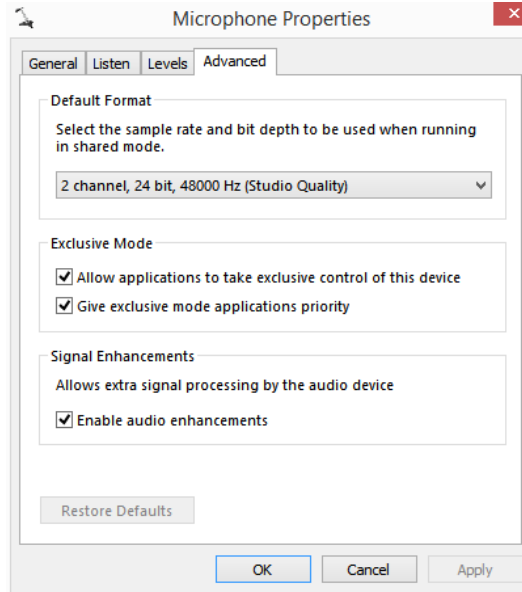 Microphone Properties
General Listen Levels Advanced
Default Format
Select the sample rate and bit depth to be used when running
in shared mode.
2 channel, 24 bit, 48000 Hz (Studio Quality)
Exclusive Mode
Allow applications to take exclusive control of this device
Give exclusive mode applications priority
Signal Enhancements
Allows extra signal processing by the audio device
Enable audio enhancements
Restore Defaults
OK Cancel Apply